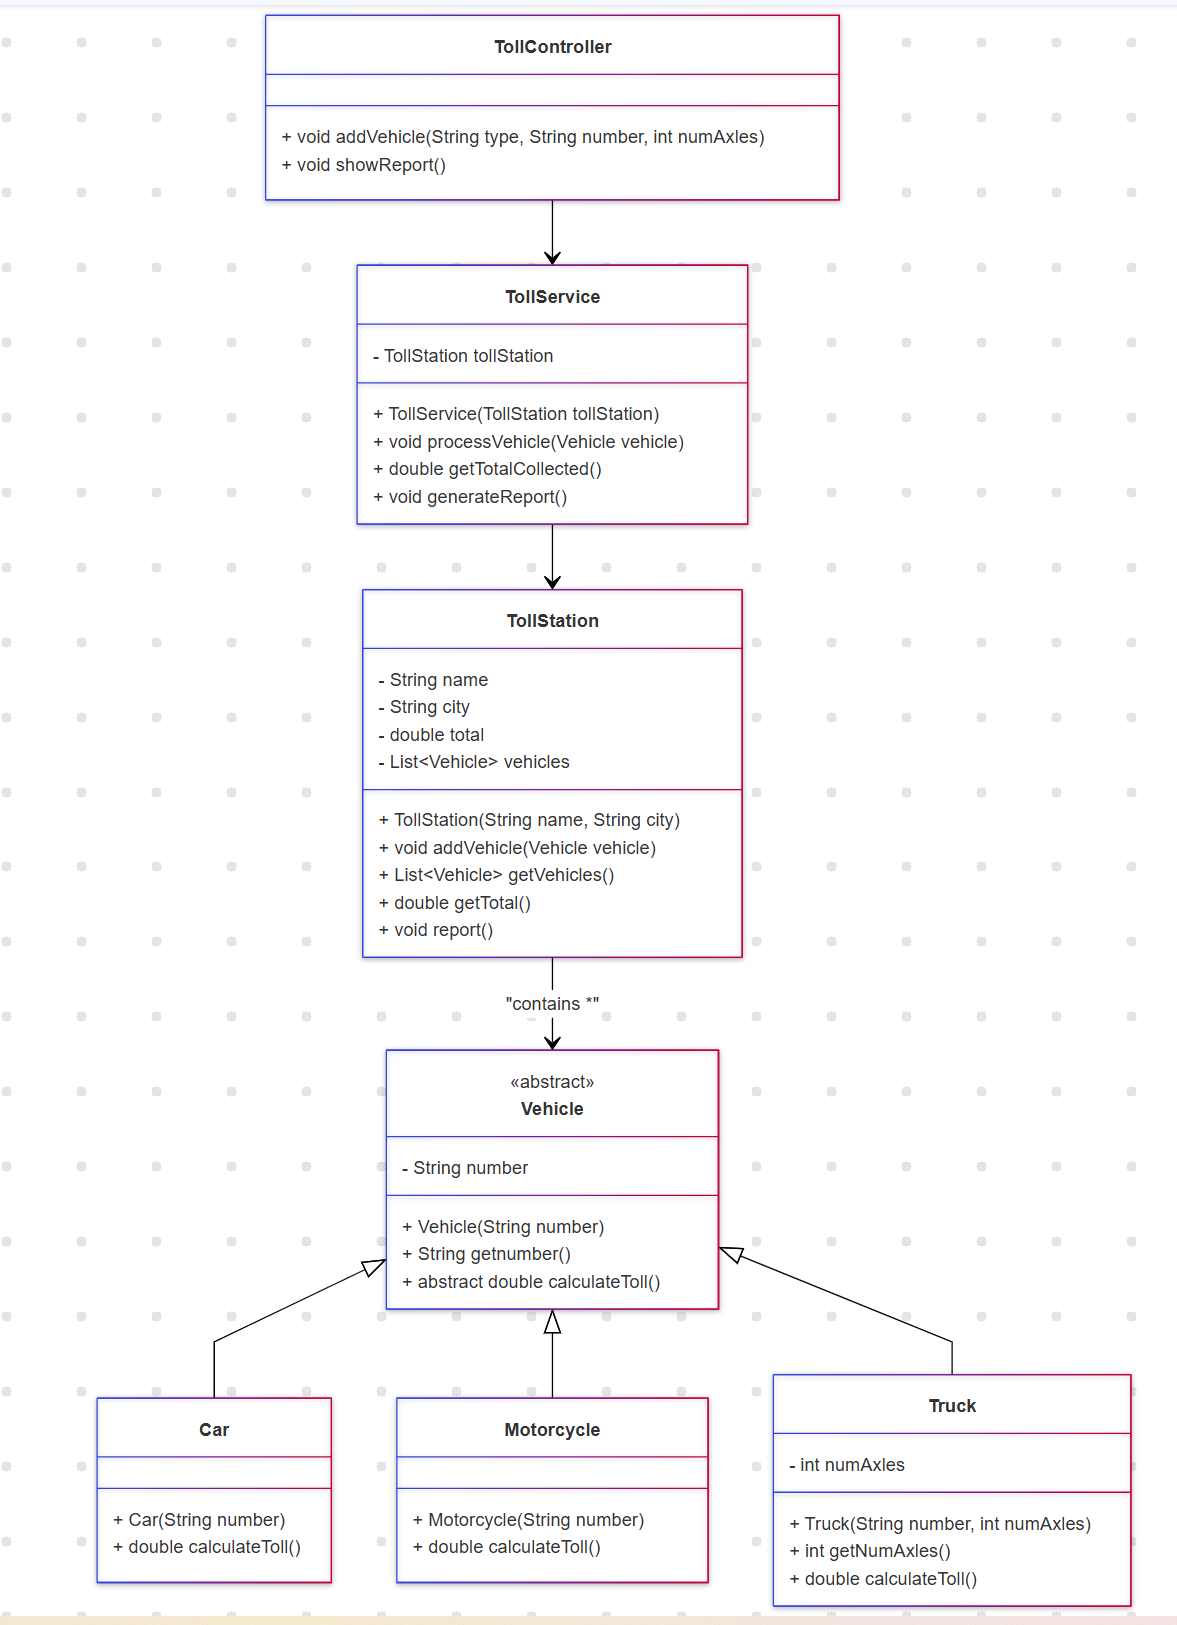 TollController
+ void addVehicle(String type, String number, int numAxles)
+ void showReport()
TollService
- TollStation tollStation
+ TollService(TollStation tollStation)
+ void processVehicle(Vehicle vehicle)
+ double getTotalCollected()
+ void generateReport()
TollStation
- String name
- String city
- double total
- List<Vehicle> vehicles
+ TollStation(String name, String city)
+ void addVehicle(Vehicle vehicle)
+ List<Vehicle> getVehicles()
+ double getTotal()
+ void report()
"contains *"
«abstract»
Vehicle
- String number
+ Vehicle(String number)
+ String getnumber()
+ abstract double calculateToll()
Car
+ Car(String number)
+ double calculateToll()
Motorcycle
+ Motorcycle(String number)
+ double calculateToll()
Truck
- int numAxles
+ Truck(String number, int numAxles)
+ int getNumAxles()
+ double calculateToll()